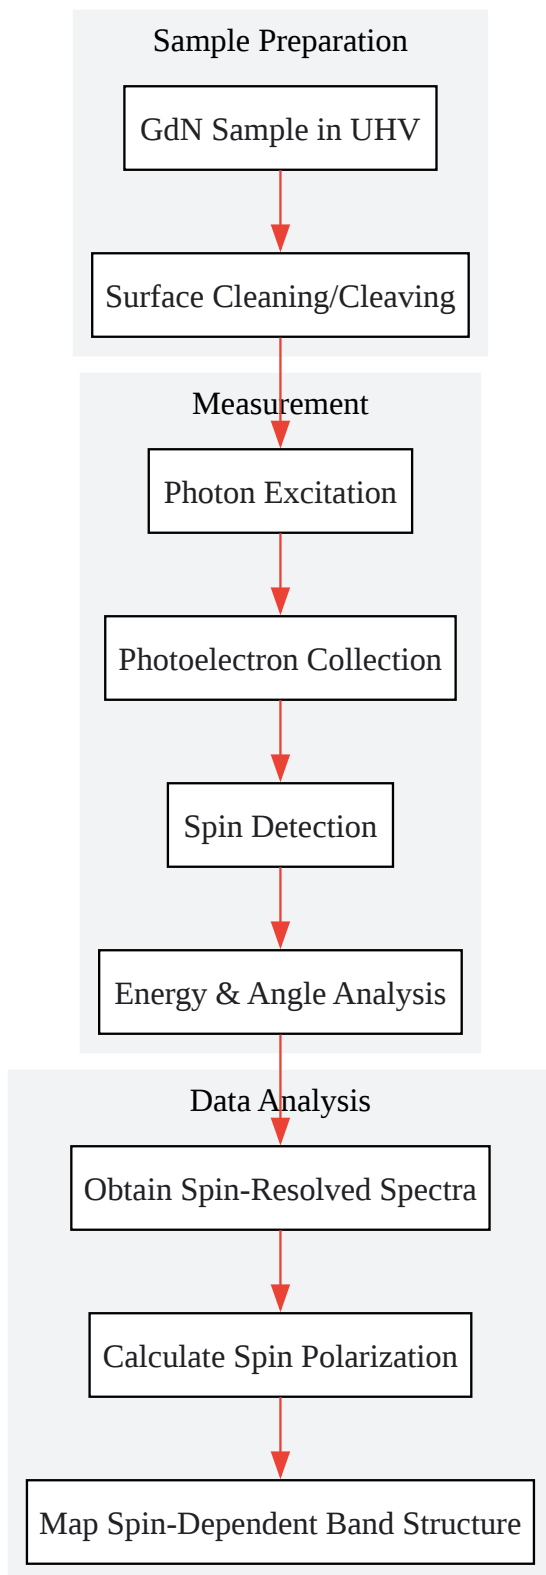 Sample Preparation
GdN Sample in UHV
Surface Cleaning/Cleaving
Measurement
Photon Excitation
Photoelectron Collection
Spin Detection
Energy & Angle Analysis
Data Analysis
Obtain Spin-Resolved Spectra
Calculate Spin Polarization
Map Spin-Dependent Band Structure